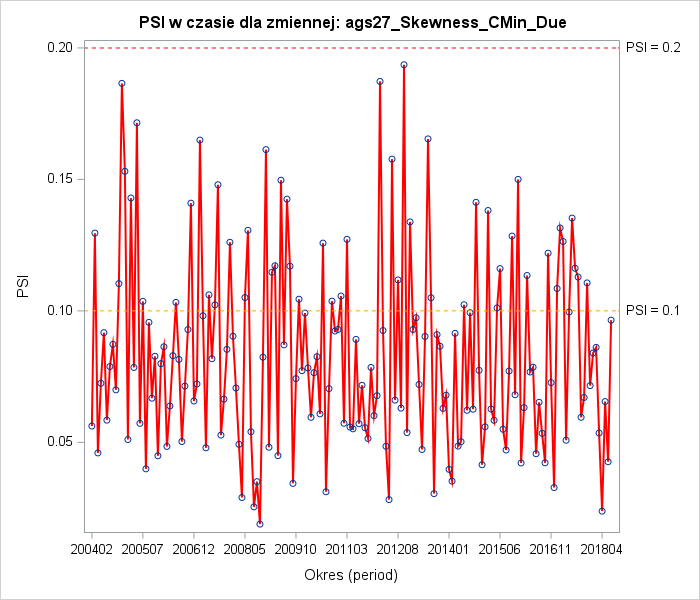 PSI w czasie dla zmiennej: ags27_Skewness_CMin_Due
0.20
PSI = 0.2
0.15
PSI
0.10
PSI = 0.1
0.05
200402 200507 200612 200805 200910 201103 201208 201401 201506 201611 201804
Okres (period)